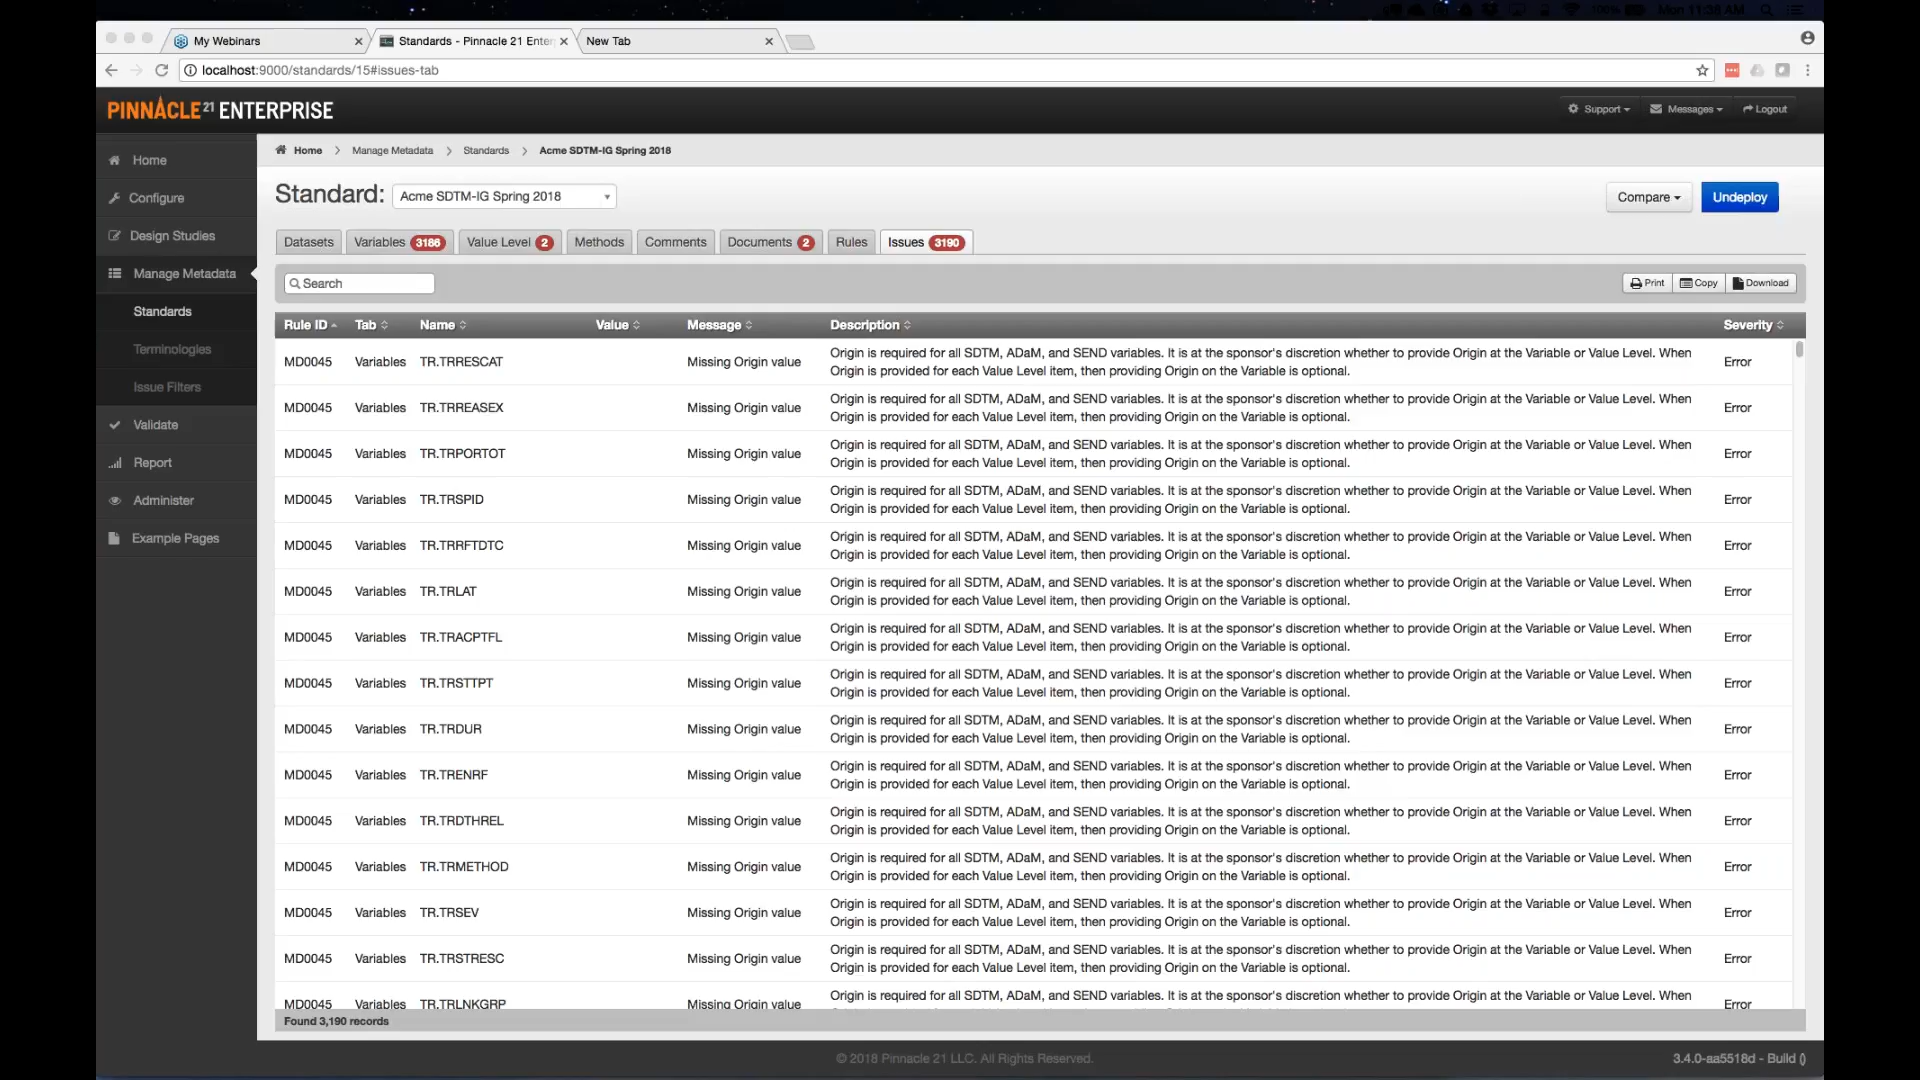 100% Mon 11:38 AM
My Webinars
Standards - Pinnacle 21 Enter
New Tab
localhost:9000/standards/15#issues-tab
PINNACLE 21 ENTERPRISE
Support
Messages
Logout
Home
Configure
Design Studies
Manage Metadata
Standards
Terminologies
Issue Filters
Validate
Report
Administer
Example Pages
Home > Manage Metadata > Standards > Acme SDTM-IG Spring 2018
Standard: Acme SDTM-IG Spring 2018
Compare
Undeploy
Datasets Variables 3186 Value Level 2 Methods Comments Documents 2 Rules Issues 3190
Search
Print Copy Download
Rule ID Tab Name Value Message Description Severity
MD0045 Variables TR.TRRESCAT Missing Origin value Origin is required for all SDTM, ADaM, and SEND variables. It is at the sponsor's discretion whether to provide Origin at the Variable or Value Level. When Error
Origin is provided for each Value Level item, then providing Origin on the Variable is optional.
MD0045 Variables TR.TRREASEX Missing Origin value Origin is required for all SDTM, ADaM, and SEND variables. It is at the sponsor's discretion whether to provide Origin at the Variable or Value Level. When Error
Origin is provided for each Value Level item, then providing Origin on the Variable is optional.
MD0045 Variables TR.TRPORTOT Missing Origin value Origin is required for all SDTM, ADaM, and SEND variables. It is at the sponsor's discretion whether to provide Origin at the Variable or Value Level. When Error
Origin is provided for each Value Level item, then providing Origin on the Variable is optional.
MD0045 Variables TR.TRSPID Missing Origin value Origin is required for all SDTM, ADaM, and SEND variables. It is at the sponsor's discretion whether to provide Origin at the Variable or Value Level. When Error
Origin is provided for each Value Level item, then providing Origin on the Variable is optional.
MD0045 Variables TR.TRRFTDTC Missing Origin value Origin is required for all SDTM, ADaM, and SEND variables. It is at the sponsor's discretion whether to provide Origin at the Variable or Value Level. When Error
Origin is provided for each Value Level item, then providing Origin on the Variable is optional.
MD0045 Variables TR.TRLAT Missing Origin value Origin is required for all SDTM, ADaM, and SEND variables. It is at the sponsor's discretion whether to provide Origin at the Variable or Value Level. When Error
Origin is provided for each Value Level item, then providing Origin on the Variable is optional.
MD0045 Variables TR.TRACPTFL Missing Origin value Origin is required for all SDTM, ADaM, and SEND variables. It is at the sponsor's discretion whether to provide Origin at the Variable or Value Level. When Error
Origin is provided for each Value Level item, then providing Origin on the Variable is optional.
MD0045 Variables TR.TRSTTPT Missing Origin value Origin is required for all SDTM, ADaM, and SEND variables. It is at the sponsor's discretion whether to provide Origin at the Variable or Value Level. When Error
Origin is provided for each Value Level item, then providing Origin on the Variable is optional.
MD0045 Variables TR.TRDUR Missing Origin value Origin is required for all SDTM, ADaM, and SEND variables. It is at the sponsor's discretion whether to provide Origin at the Variable or Value Level. When Error
Origin is provided for each Value Level item, then providing Origin on the Variable is optional.
MD0045 Variables TR.TRENRF Missing Origin value Origin is required for all SDTM, ADaM, and SEND variables. It is at the sponsor's discretion whether to provide Origin at the Variable or Value Level. When Error
Origin is provided for each Value Level item, then providing Origin on the Variable is optional.
MD0045 Variables TR.TRDTHREL Missing Origin value Origin is required for all SDTM, ADaM, and SEND variables. It is at the sponsor's discretion whether to provide Origin at the Variable or Value Level. When Error
Origin is provided for each Value Level item, then providing Origin on the Variable is optional.
MD0045 Variables TR.TRMETHOD Missing Origin value Origin is required for all SDTM, ADaM, and SEND variables. It is at the sponsor's discretion whether to provide Origin at the Variable or Value Level. When Error
Origin is provided for each Value Level item, then providing Origin on the Variable is optional.
MD0045 Variables TR.TRSEV Missing Origin value Origin is required for all SDTM, ADaM, and SEND variables. It is at the sponsor's discretion whether to provide Origin at the Variable or Value Level. When Error
Origin is provided for each Value Level item, then providing Origin on the Variable is optional.
MD0045 Variables TR.TRSTRESC Missing Origin value Origin is required for all SDTM, ADaM, and SEND variables. It is at the sponsor's discretion whether to provide Origin at the Variable or Value Level. When Error
Origin is provided for each Value Level item, then providing Origin on the Variable is optional.
MD0045 Variables TR.TRLNKGRP Missing Origin value Origin is required for all SDTM, ADaM, and SEND variables. It is at the sponsor's discretion whether to provide Origin at the Variable or Value Level. When Error
Found 3,190 records
© 2018 Pinnacle 21 LLC. All Rights Reserved.
3.4.0-aa5518d - Build ()